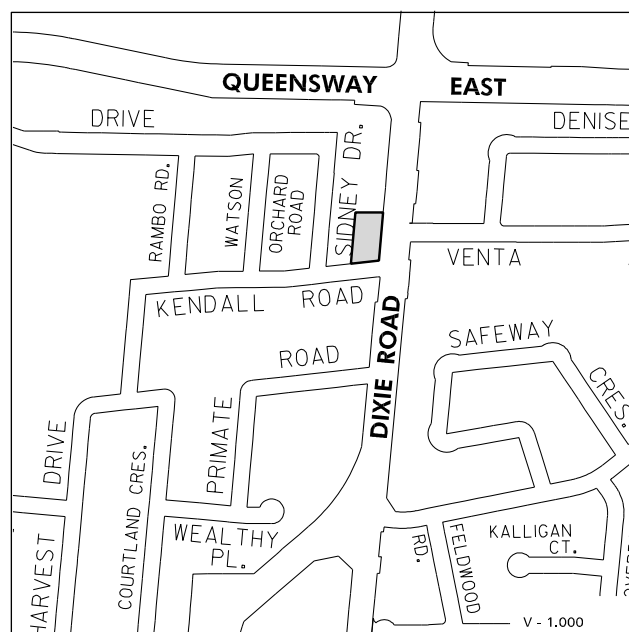 QUEENSWAY EAST
DRIVE
DENISE
SIDNEY DR.
RAMBO RD.
WATSON
ORCHARD
ROAD
VENTA
KENDALL ROAD
DIXIE ROAD
SAFEWAY
CRES.
PRIMATE
ROAD
DRIVE
COURTLAND CRES.
HARVEST
WEALTHY
PL.
RD.
FELDWOOD
KALLIGAN
CT.
V - 1.000